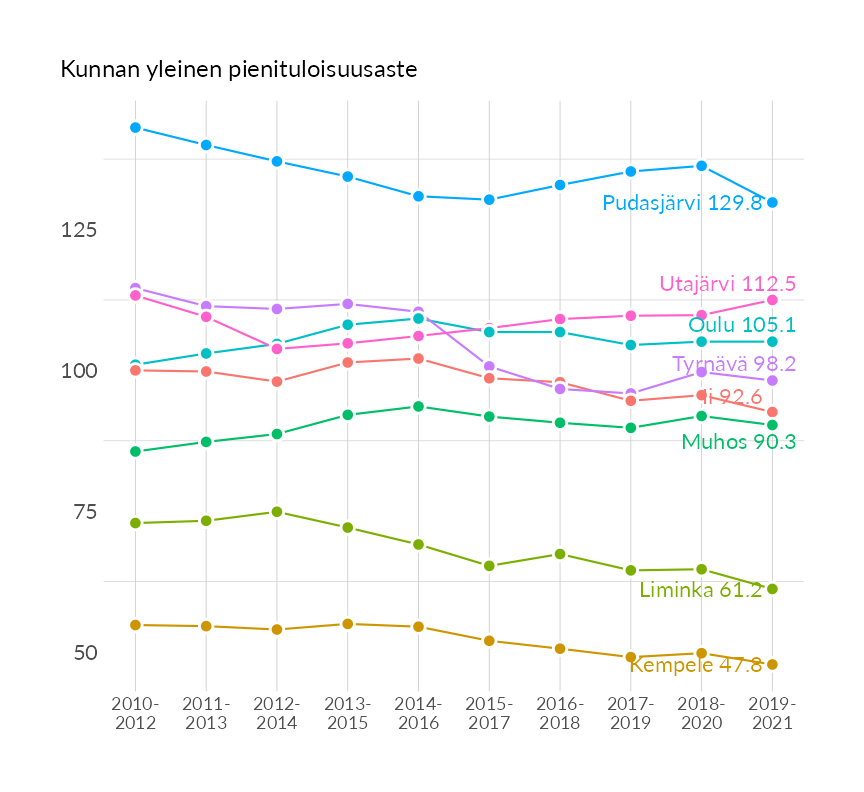 Kunnan yleinen pienituloisuusaste
125
100
75
50
Pudasjärvi 129.8
Utajärvi 112.5
Oulu 105.1
Tyrnävä 98.2
Ii 92.6
Muhos 90.3
Liminka 61.2
Kempele 47.8
2010-
2012
2011-
2013
2012-
2014
2013-
2015
2014-
2016
2015-
2017
2016-
2018
2017-
2019
2018-
2020
2019-
2021